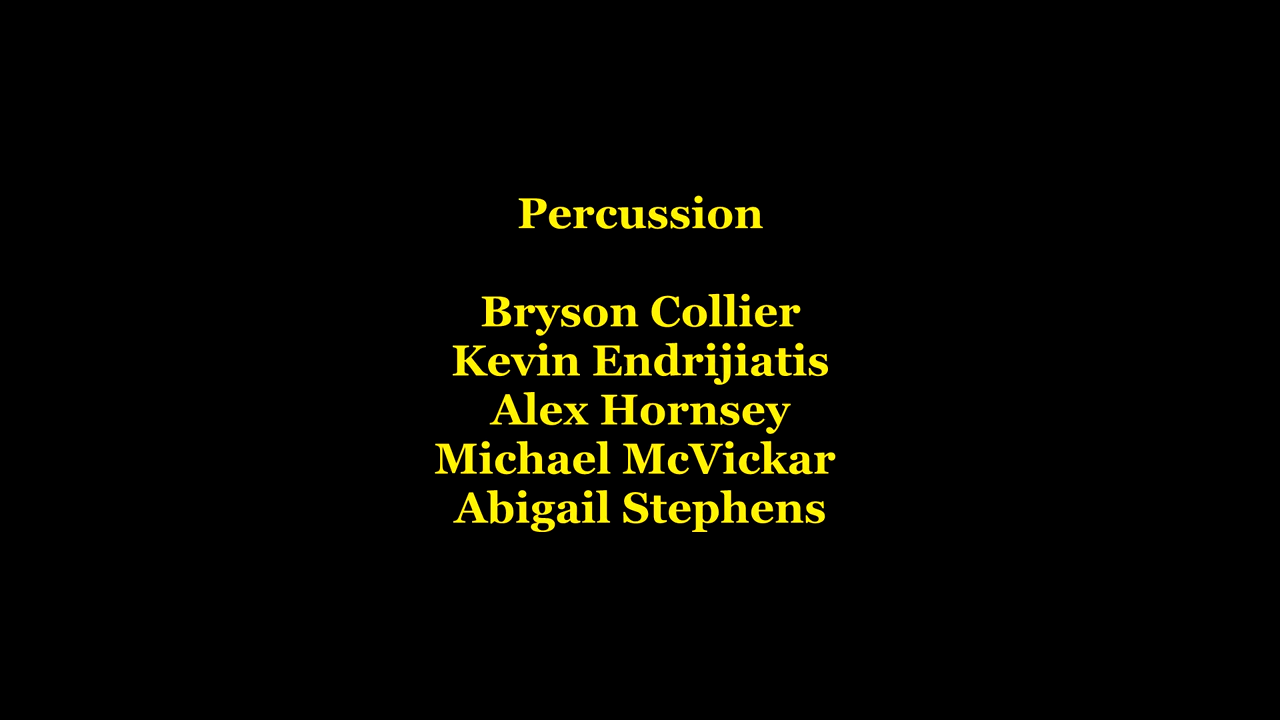 Percussion
Bryson Collier
Kevin Endrijiatis
Alex Hornsey
Michael McVickar
Abigail Stephens